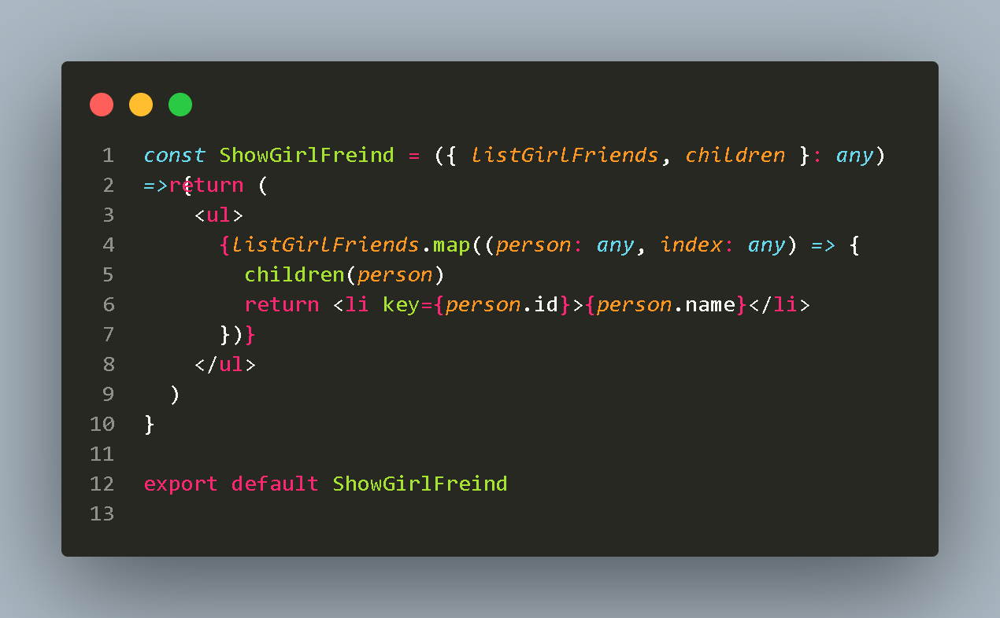 1 const ShowGirlFreind = ({ listGirlFriends, children }: any)
2 => {return (
3 <ul>
4 {listGirlFriends.map((person: any, index: any) => {
5 children(person)
6 return <li key={person.id}>{person.name}</li>
7 })}
8 </ul>
9 )
10 }
11
12 export default ShowGirlFreind
13